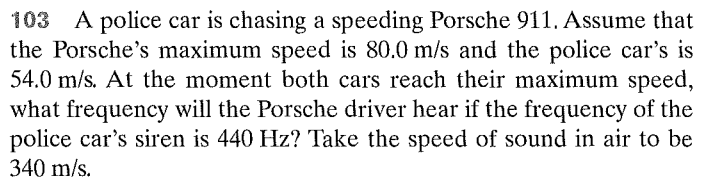 103 A police car is chasing a speeding Porsche 911. Assume that
the Porsche's maximum speed is 80.0 m/s and the police car's is
54.0 m/s. At the moment both cars reach their maximum speed,
what frequency will the Porsche driver hear if the frequency of the
police car's siren is 440 Hz? Take the speed of sound in air to be
340 m/s.